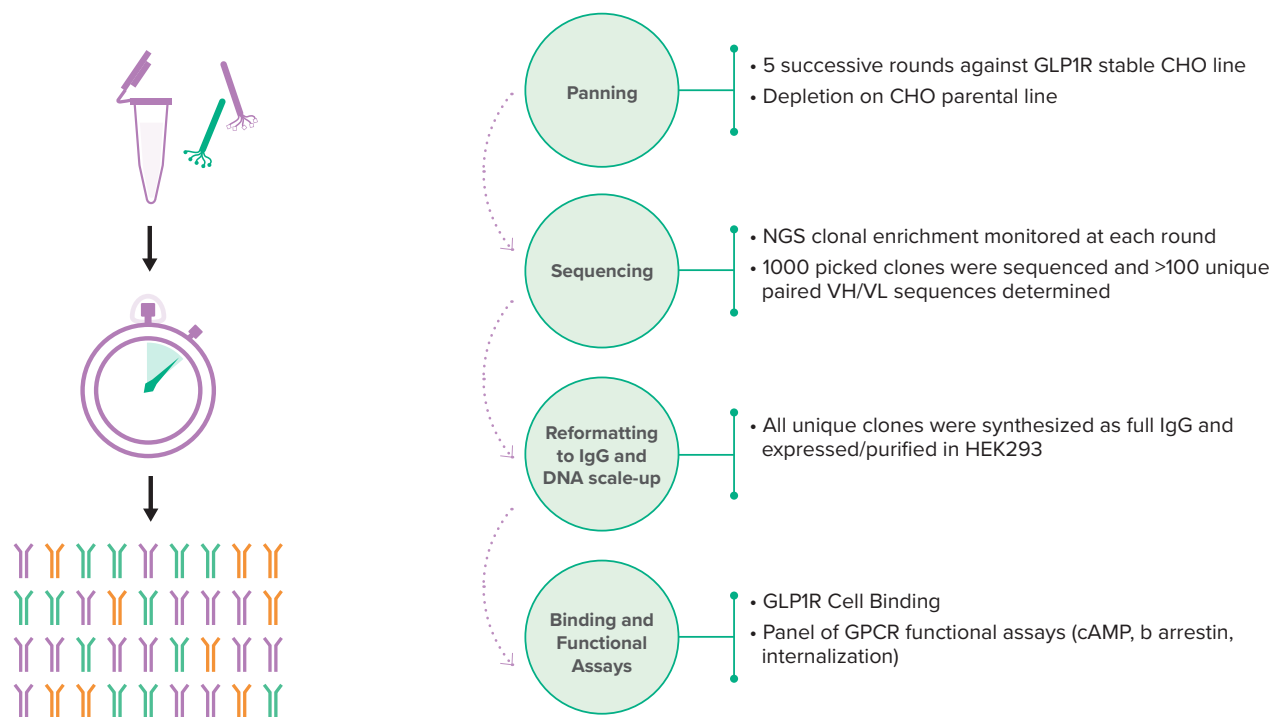 Panning
• 5 successive rounds against GLP1R stable CHO line
• Depletion on CHO parental line
Sequencing
• NGS clonal enrichment monitored at each round
• 1000 picked clones were sequenced and >100 unique
paired VH/VL sequences determined
Reformatting
to IgG and
DNA scale-up
• All unique clones were synthesized as full IgG and
expressed/purified in HEK293
Binding and
Functional
Assays
• GLP1R Cell Binding
• Panel of GPCR functional assays (cAMP, b arrestin,
internalization)